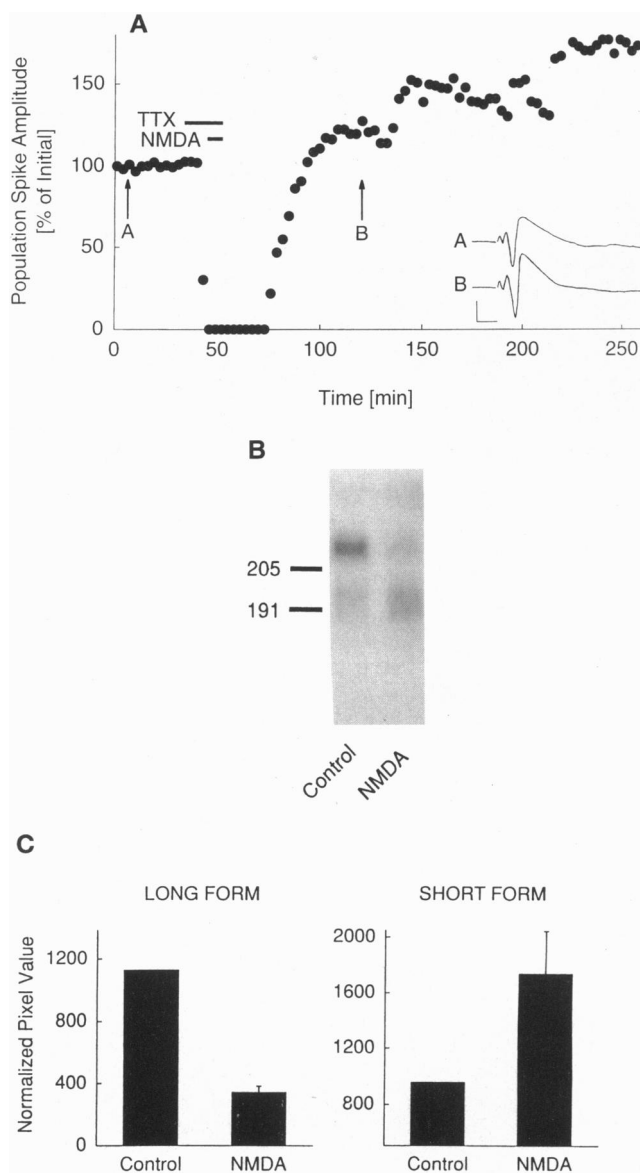 A
Population Spike Amplitude
[% of Initial]
150
100
50
0
TTX
NMDA
A
B
A
B
0 50 100 150 200 250
Time [min]
B
205
191
Control NMDA
C
LONG FORM SHORT FORM
Normalized Pixel Value
1200
800
400
0
2000
1600
1200
800
Control NMDA Control NMDA